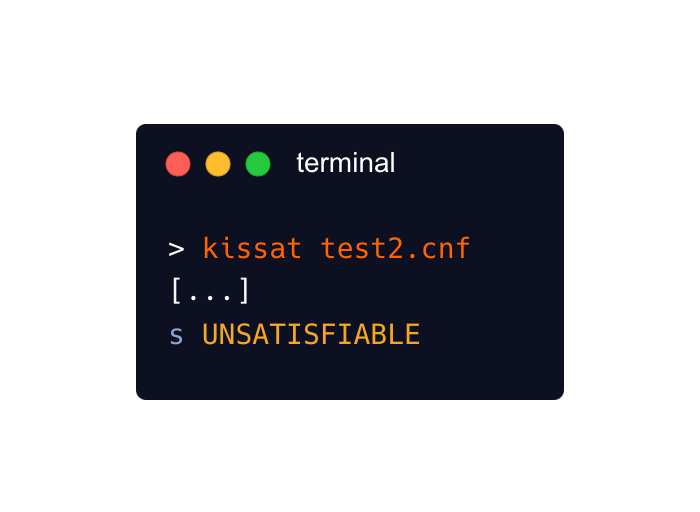 terminal
> kissat test2.cnf
[...]
s UNSATISFIABLE